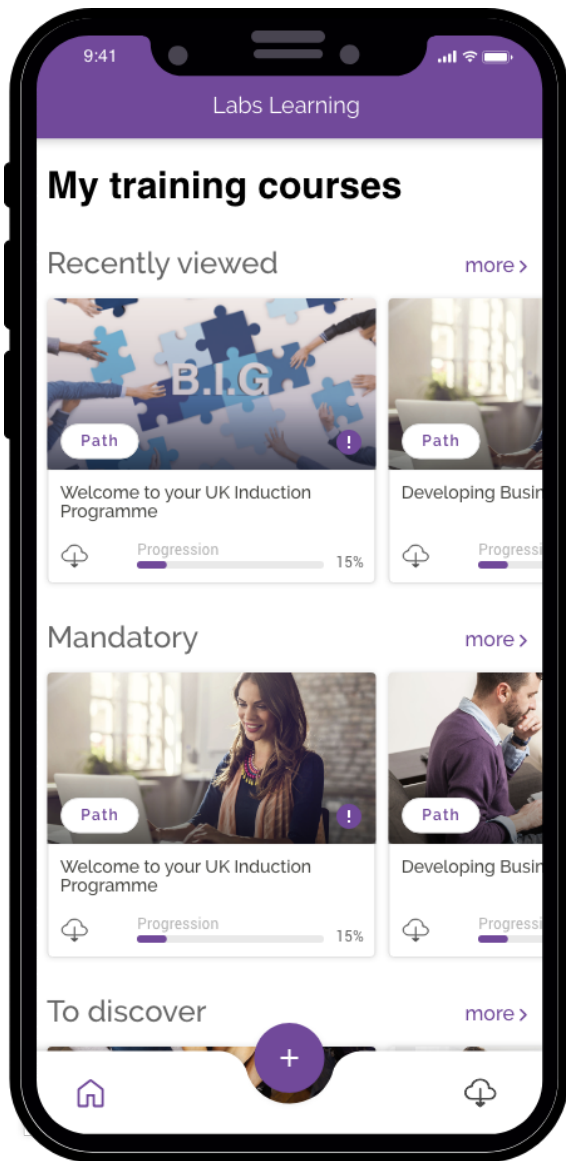 9:41
Labs Learning
My training courses
Recently viewed
more >
B.I.G
Path
!
Path
Welcome to your UK Induction
Programme
Developing Busin
Progression
15%
Progressi
Mandatory
more >
Path
!
Path
Welcome to your UK Induction
Programme
Developing Busin
Progression
15%
Progressi
To discover
more >
+